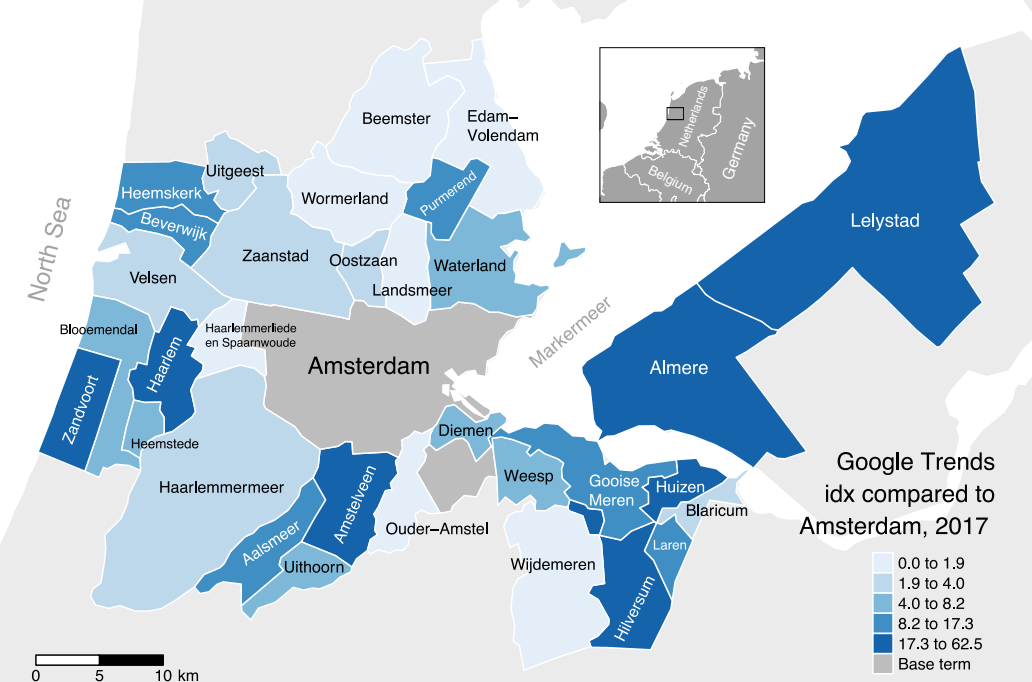 Beemster
Edam–
Volendam
Uitgeest
Heemskerk
Wormerland
Purmerend
Beverwijk
North Sea
Zaanstad
Oostzaan
Waterland
Velsen
Landsmeer
Blooemendal
Haarlemmerliede
en Spaarnwoude
Haarlem
Amsterdam
Markermeer
Zandvoort
Heemstede
Diemen
Haarlemmermeer
Amstelveen
Weesp
Gooise
Meren
Huizen
Blaricum
Aalsmeer
Ouder–Amstel
Laren
Uithoorn
Wijdemeren
Hilversum
Lelystad
Almere
Netherlands
Germany
Belgium
Google Trends
idx compared to
Amsterdam, 2017
0.0 to 1.9
1.9 to 4.0
4.0 to 8.2
8.2 to 17.3
17.3 to 62.5
Base term
0 5 10 km